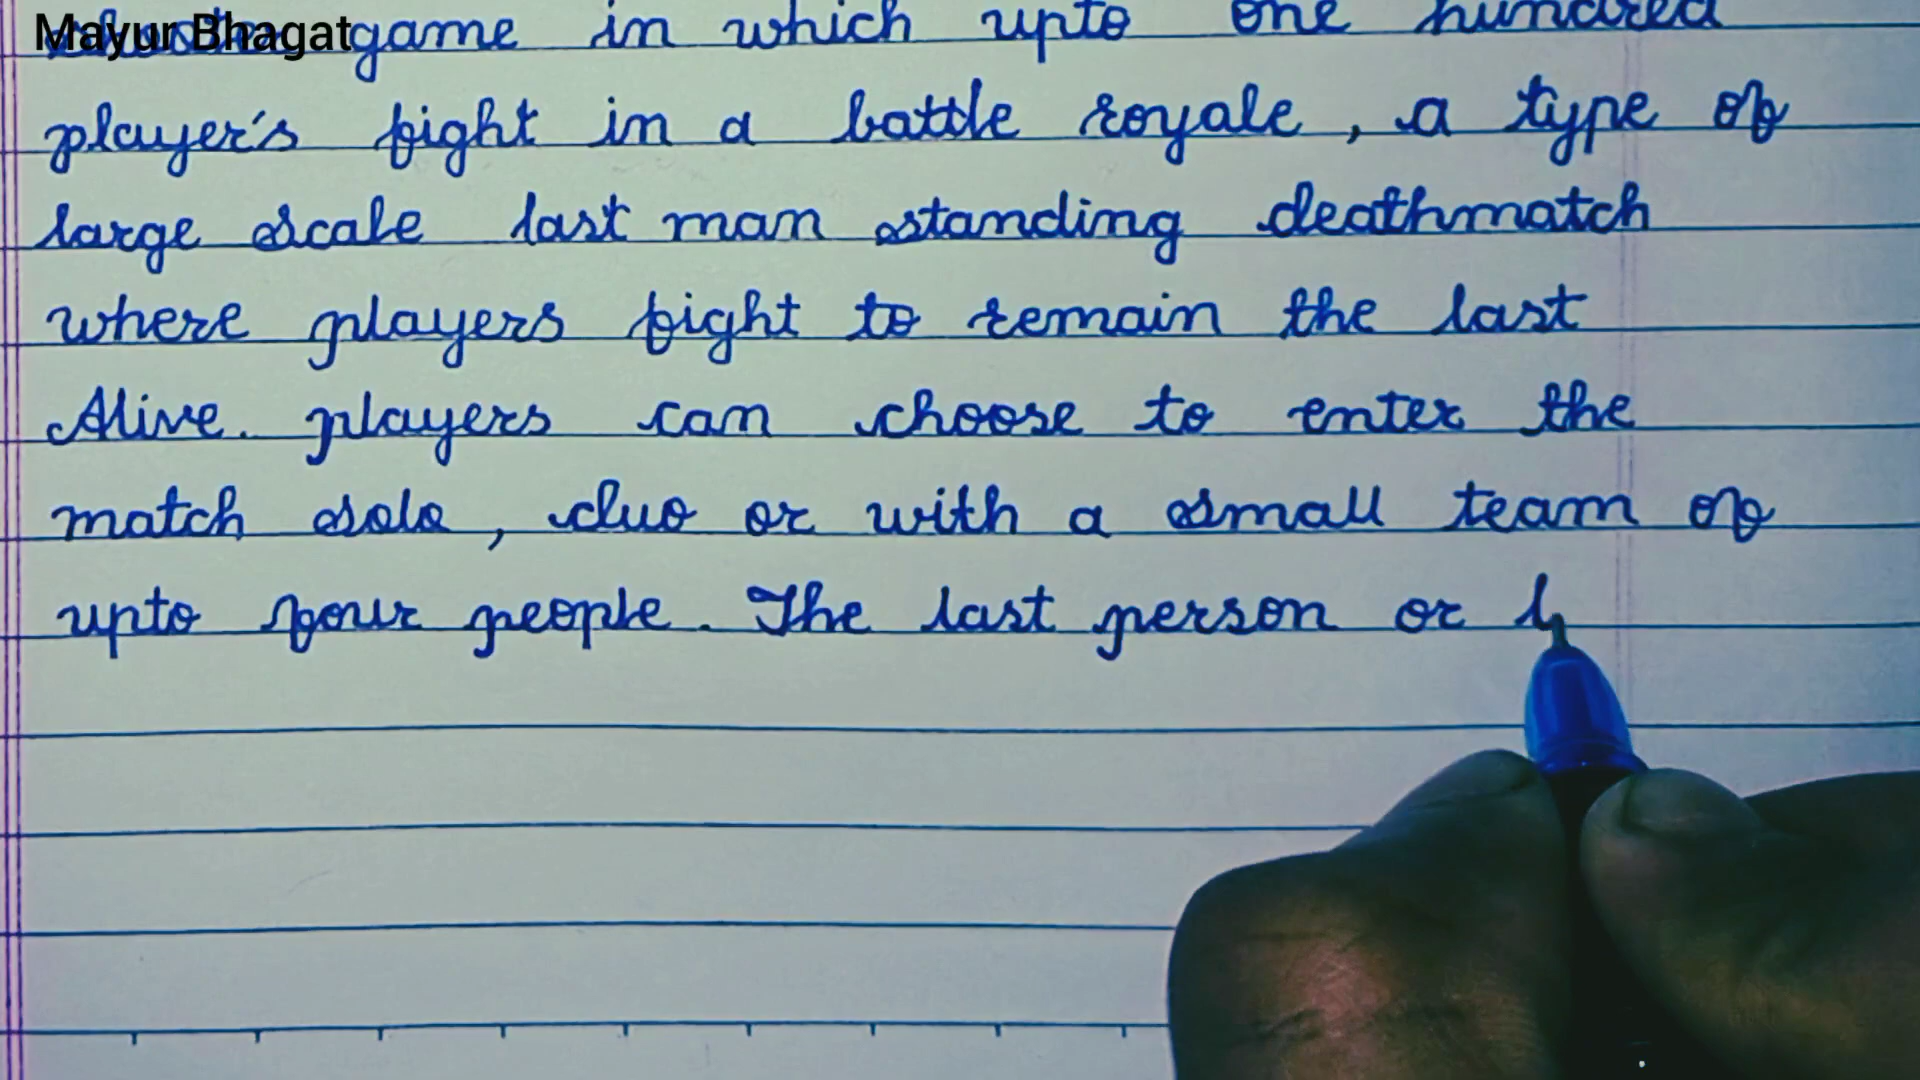 Mayur Bhagat
game in which upto one hundred
player's fight in a battle royale, a type of
large scale last man standing deathmatch
where players fight to remain the last
Alive. players can choose to enter the
match solo, duo or with a small team of
upto four people. The last person or